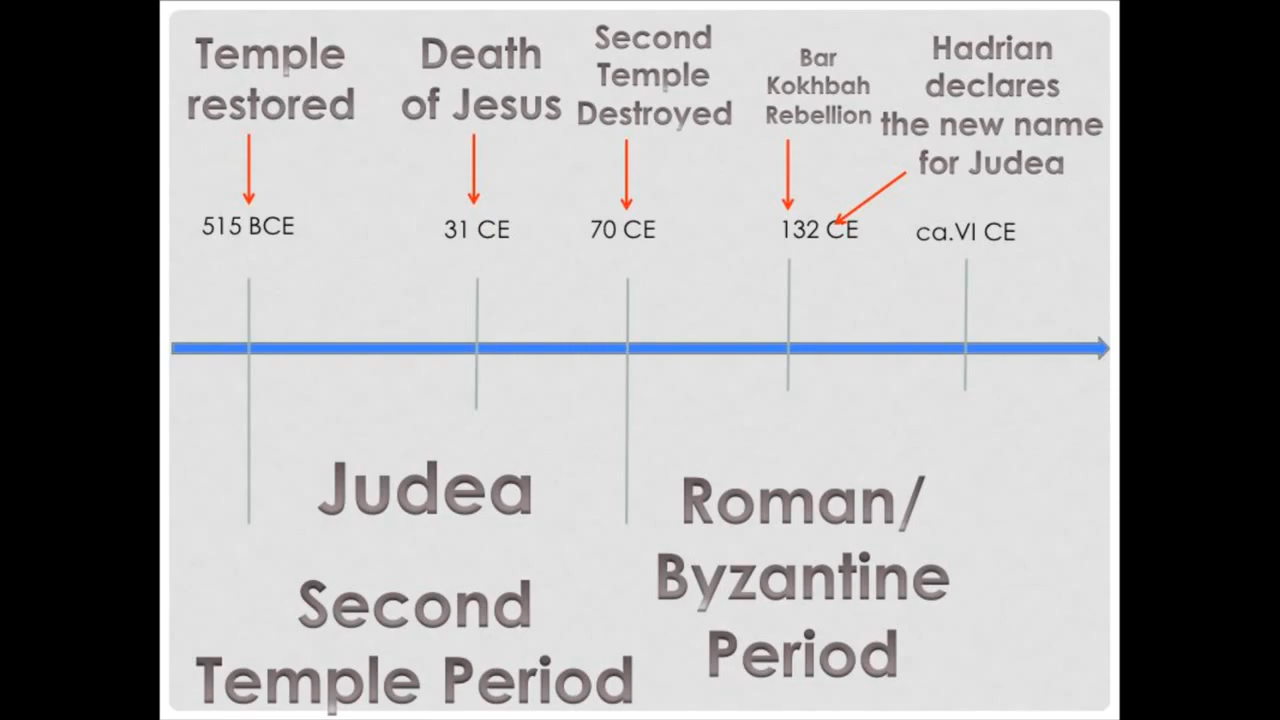 Temple
restored
Death
of Jesus
Second
Temple
Destroyed
Bar
Kokhbah
Rebellion
Hadrian
declares
the new name
for Judea
515 BCE
31 CE
70 CE
132 CE
ca.VI CE
Judea
Second
Temple Period
Roman/
Byzantine
Period